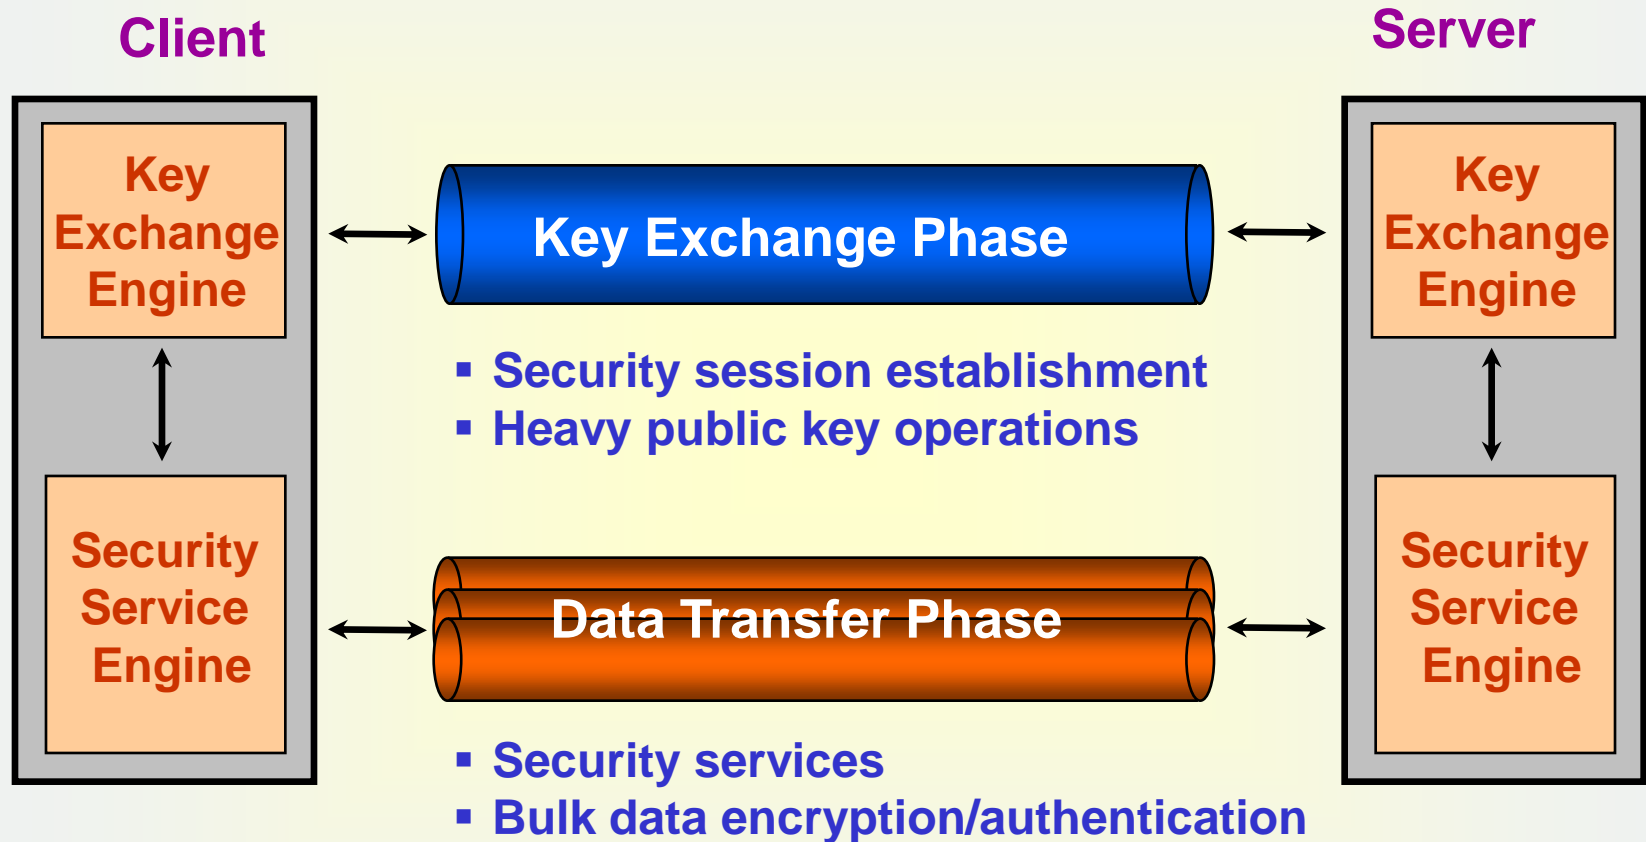 Client
Server
Key
Exchange
Engine
Key Exchange Phase
Key
Exchange
Engine
▪ Security session establishment
▪ Heavy public key operations
Security
Service
Engine
Data Transfer Phase
Security
Service
Engine
▪ Security services
▪ Bulk data encryption/authentication